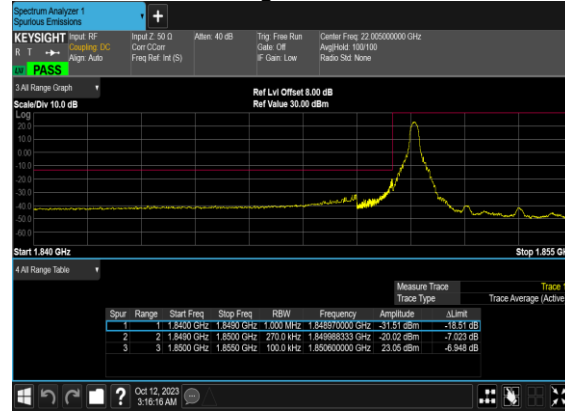 Spectrum Analyzer 1
Spurious Emissions
KEYSIGHT Input: RF Input Z: 50 Ω Atten: 40 dB Trig: Free Run Center Freq: 22.005000000 GHz
R T Coupling: DC Corr CCorr Gate: Off Avg|Hold: 100/100
Align: Auto Freq Ref: Int (S) IF Gain: Low Radio Std: None
PASS
3 All Range Graph
Ref Lvl Offset 8.00 dB
Scale/Div 10.0 dB Ref Value 30.00 dBm
Log
20.0
10.0
0.00
-10.0
-20.0
-30.0
-40.0
-50.0
-60.0
Start 1.840 GHz Stop 1.855 GH
4 All Range Table
Measure Trace Trace 1
Trace Type Trace Average (Active
Spur Range Start Freq Stop Freq RBW Frequency Amplitude ΔLimit
1 1 1.8400 GHz 1.8490 GHz 1.000 MHz 1.848970000 GHz -31.51 dBm -18.51 dB
2 2 1.8490 GHz 1.8500 GHz 270.0 kHz 1.849988333 GHz -20.02 dBm -7.023 dB
3 3 1.8500 GHz 1.8550 GHz 100.0 kHz 1.850600000 GHz 23.05 dBm -6.948 dB
? Oct 12, 2023
3:16:16 AM